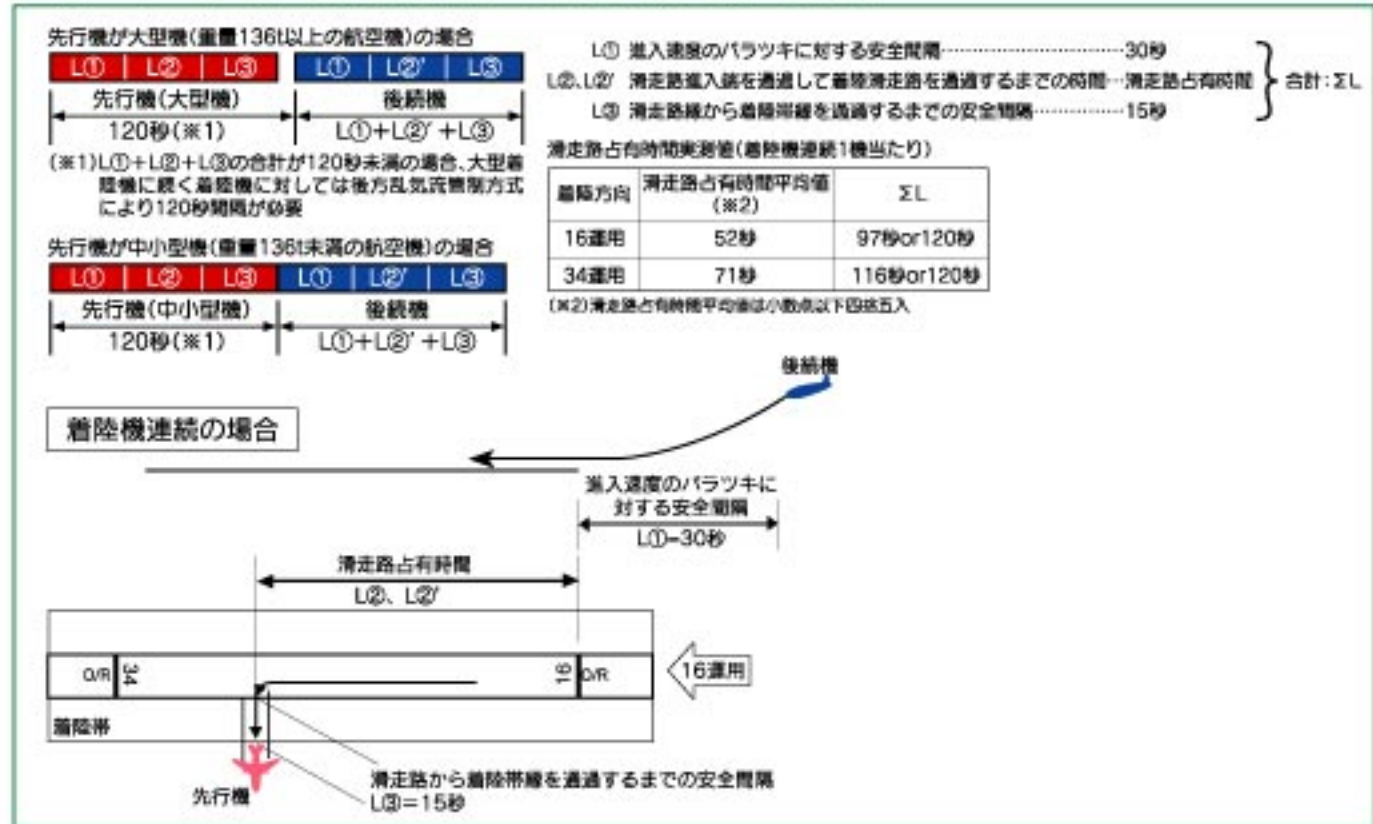 先行機が大型機(重量136t以上の航空機)の場合
L① L② L③ L① L②' L③
先行機(大型機) 後続機
120秒(※1) L①+L②'+L③
(※1)L①+L②+L③の合計が120秒未満の場合、大型着
陸機に続く着陸機に対しては後方乱気流管制方式
により120秒間隔が必要
先行機が中小型機(重量136t未満の航空機)の場合
L① L② L③ L① L②' L③
先行機(中小型機) 後続機
120秒(※1) L①+L②'+L③
L① 進入速度のバラツキに対する安全間隔…………………………30秒
L②、L②' 滑走路進入端を通過して着陸滑走路を通過するまでの時間…滑走路占有時間
L③ 滑走路縁から着陸帯縁を通過するまでの安全間隔……………15秒
合計:ΣL
滑走路占有時間実測値(着陸機連続1機当たり)
着陸方向 滑走路占有時間平均値(※2) ΣL
16運用 52秒 97秒or120秒
34運用 71秒 116秒or120秒
(※2)滑走路占有時間平均値は小数点以下四捨五入
後続機
着陸機連続の場合
進入速度のバラツキに
対する安全間隔
L①=30秒
滑走路占有時間
L②、L②'
O/R 34 16 O/R 16運用
着陸帯
先行機
滑走路から着陸帯縁を通過するまでの安全間隔
L③=15秒